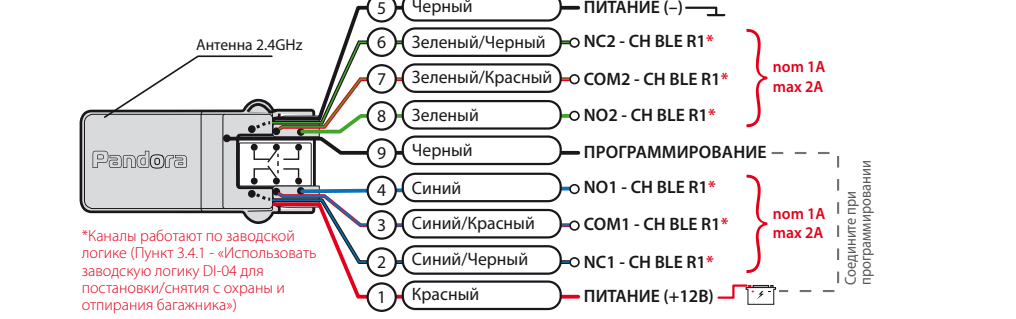 5 Черный ПИТАНИЕ (–)
Антенна 2.4GHz
6 Зеленый/Черный NC2 - CH BLE R1*
7 Зеленый/Красный COM2 - CH BLE R1*
nom 1A
max 2A
8 Зеленый NO2 - CH BLE R1*
Pandora
9 Черный ПРОГРАММИРОВАНИЕ
4 Синий NO1 - CH BLE R1*
3 Синий/Красный COM1 - CH BLE R1*
nom 1A
max 2A
2 Синий/Черный NC1 - CH BLE R1*
1 Красный ПИТАНИЕ (+12В)
Соедините при
программировании
*Каналы работают по заводской
логике (Пункт 3.4.1 - «Использовать
заводскую логику DI-04 для
постановки/снятия с охраны и
отпирания багажника»)